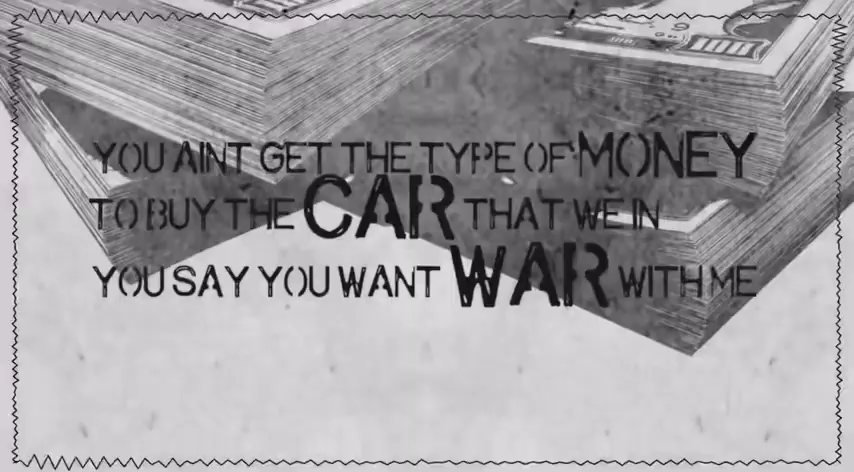 YOU AINT GET THE TYPE OF MONEY
TO BUY THE CAR THAT WE IN
YOU SAY YOU WANT WAR WITH ME